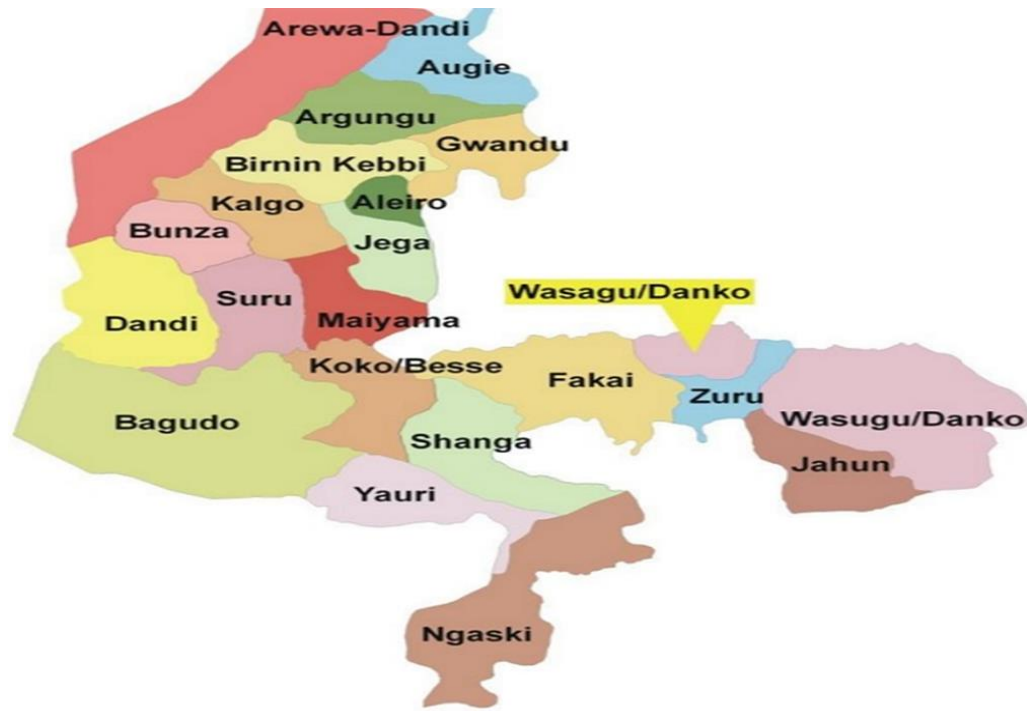 Arewa-Dandi
Augie
Argungu
Gwandu
Birnin Kebbi
Aleiro
Kalgo
Bunza
Jega
Wasagu/Danko
Suru
Dandi
Maiyama
Koko/Besse
Fakai
Zuru
Bagudo
Wasugu/Danko
Shanga
Jahun
Yauri
Ngaski